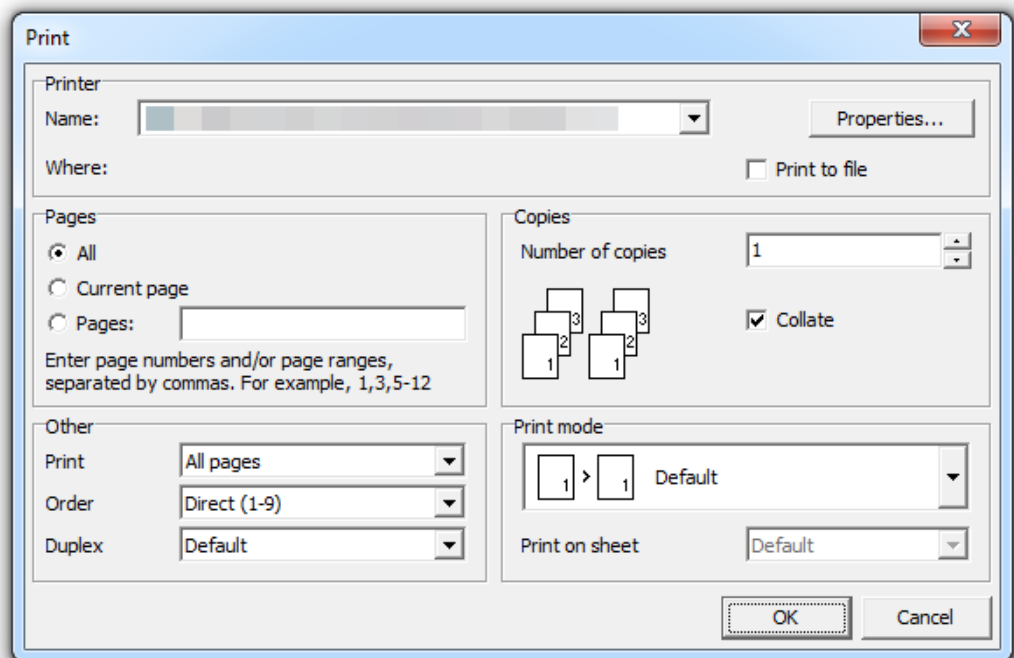 Print
Printer
Name:
Properties...
Where:
Print to file
Pages
All
Current page
Pages:
Enter page numbers and/or page ranges,
separated by commas. For example, 1,3,5-12
Copies
Number of copies 1
3 3
2 2
1 1
Collate
Other
Print All pages
Order Direct (1-9)
Duplex Default
Print mode
1 > 1 Default
Print on sheet Default
OK Cancel